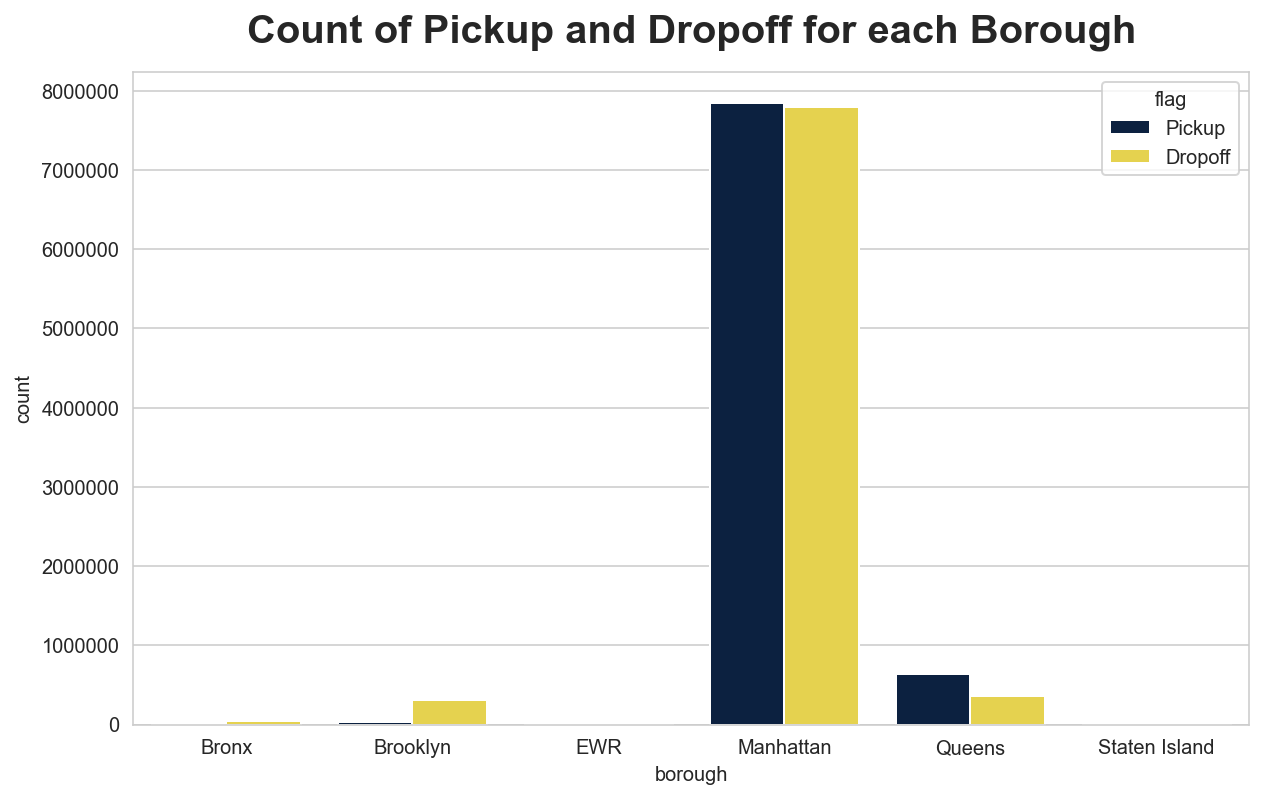 Count of Pickup and Dropoff for each Borough
8000000
7000000
6000000
5000000
4000000
3000000
2000000
1000000
0
count
flag
Pickup
Dropoff
Bronx Brooklyn EWR Manhattan Queens Staten Island
borough